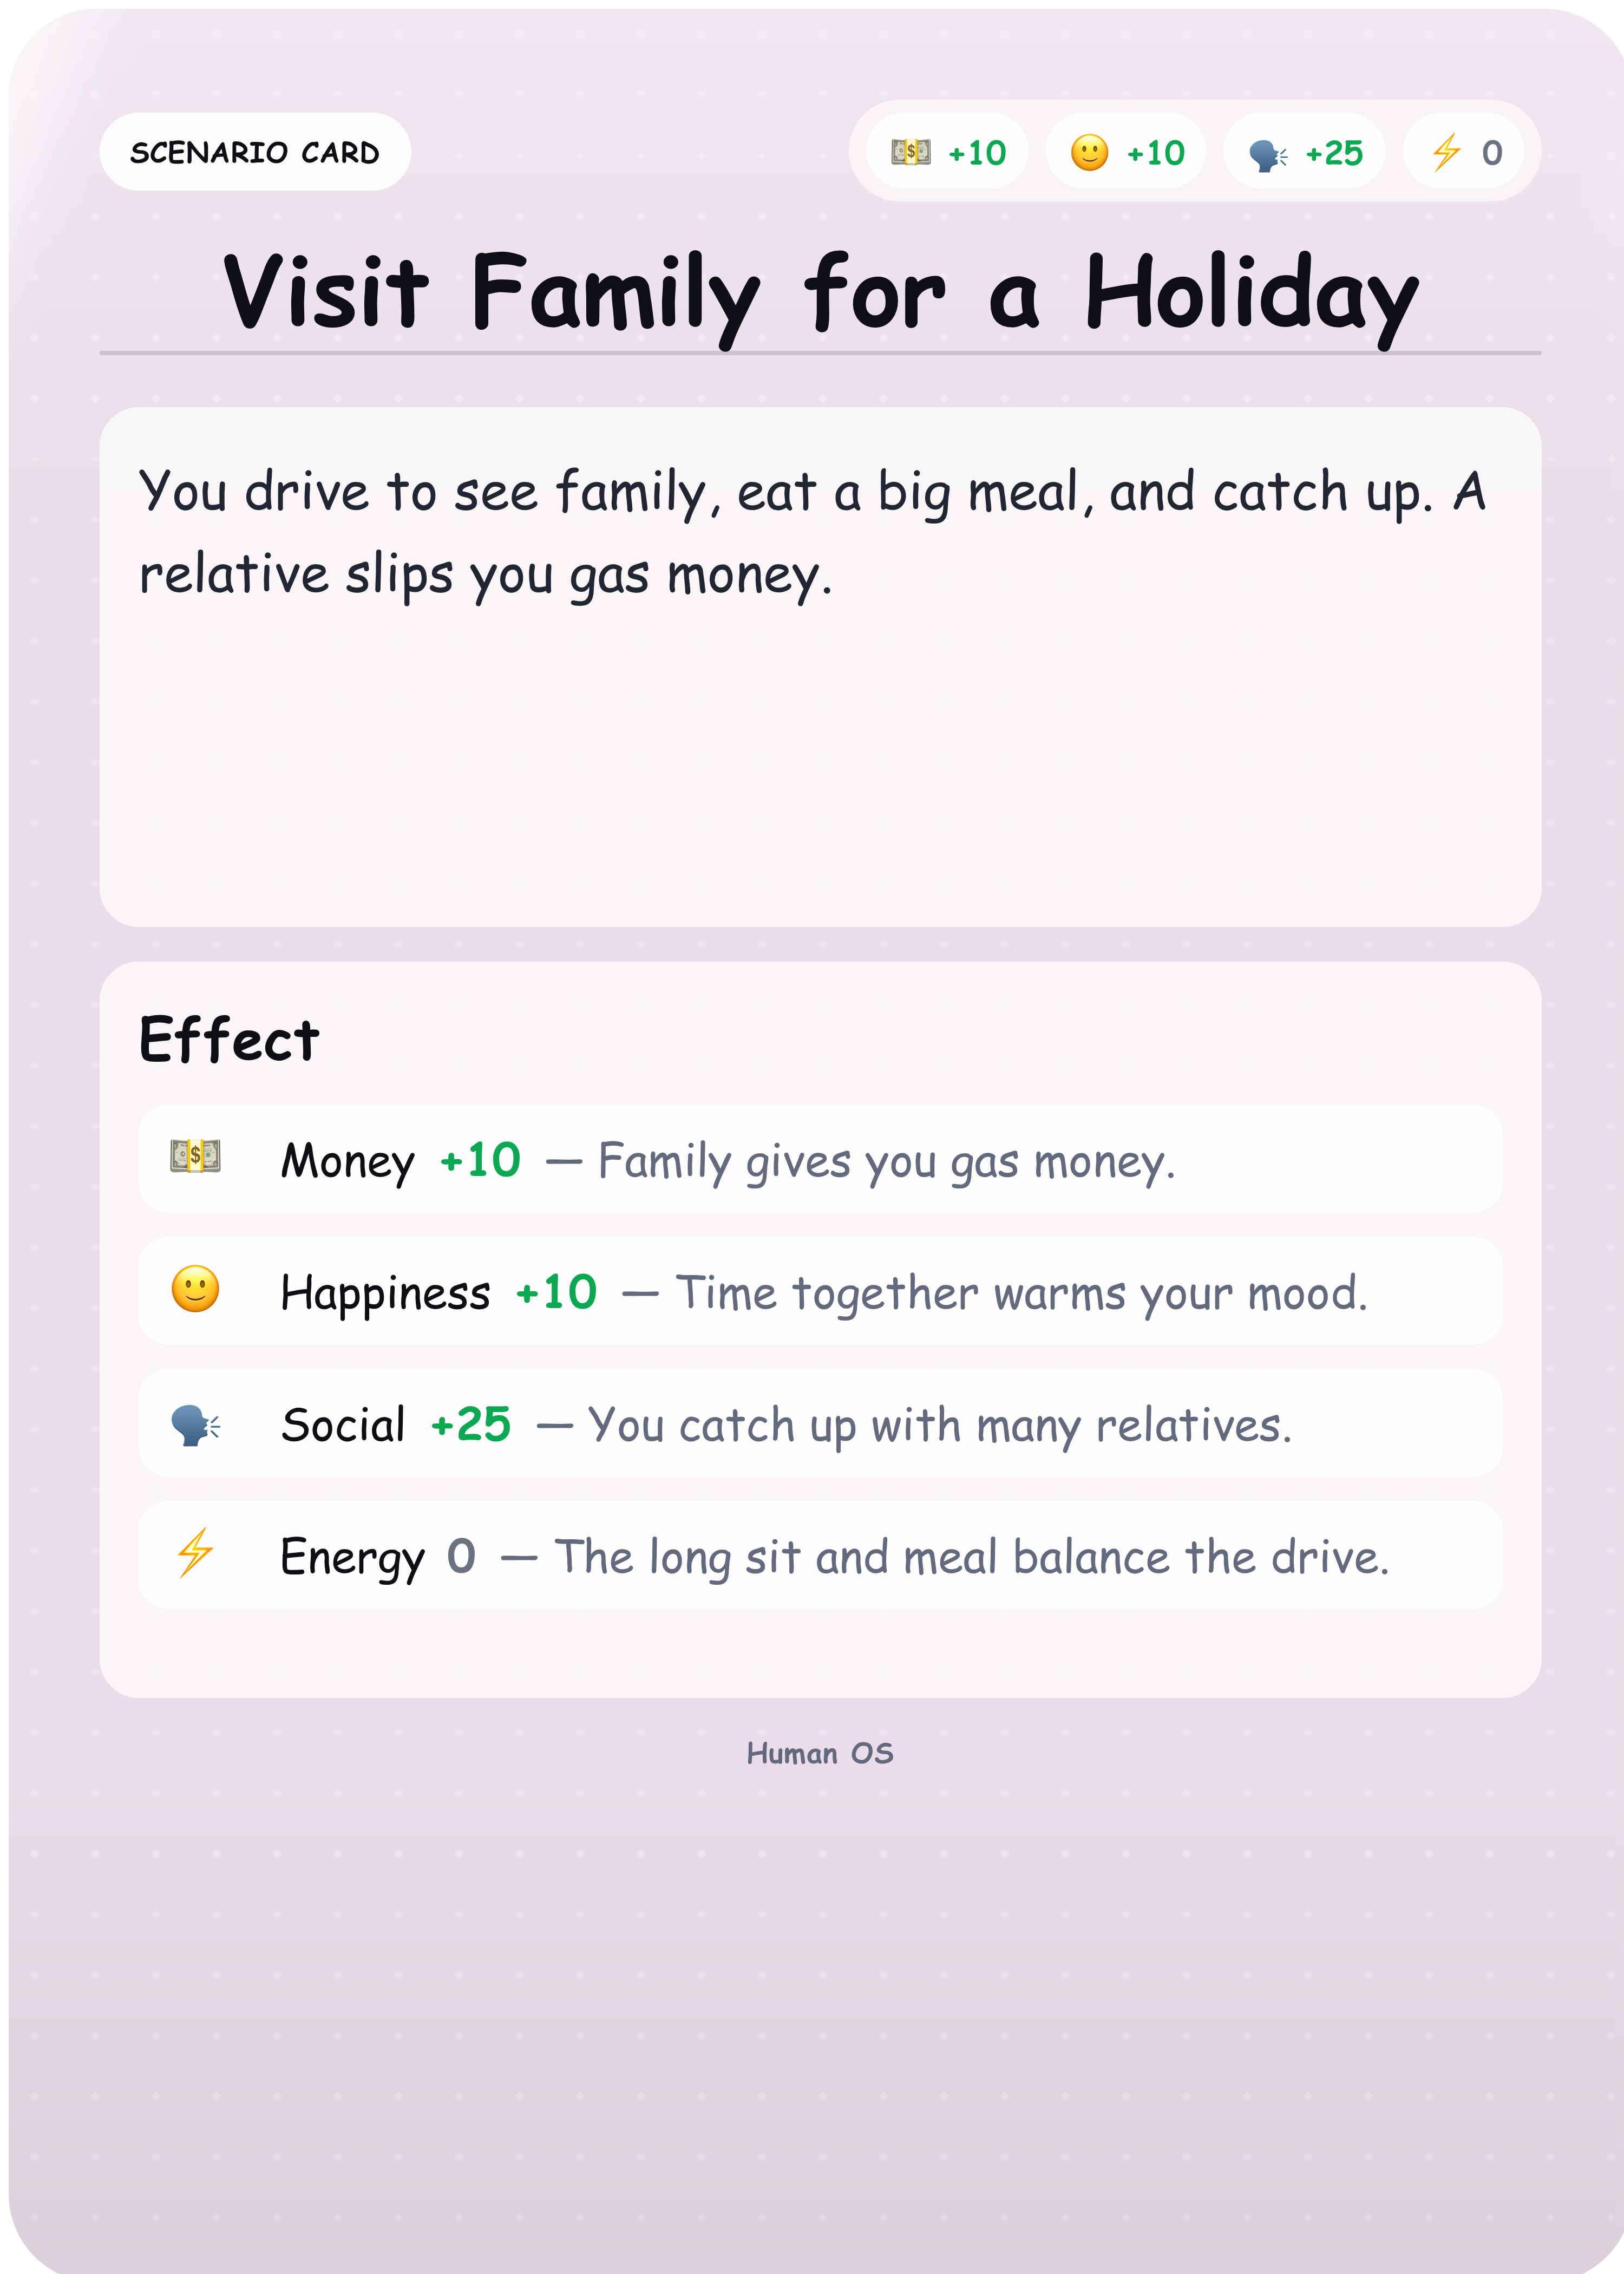 SCENARIO CARD
💵 +10 🙂 +10 🗣️ +25 ⚡ 0
Visit Family for a Holiday
You drive to see family, eat a big meal, and catch up. A
relative slips you gas money.
Effect
💵 Money +10 — Family gives you gas money.
🙂 Happiness +10 — Time together warms your mood.
🗣️ Social +25 — You catch up with many relatives.
⚡ Energy 0 — The long sit and meal balance the drive.
Human OS